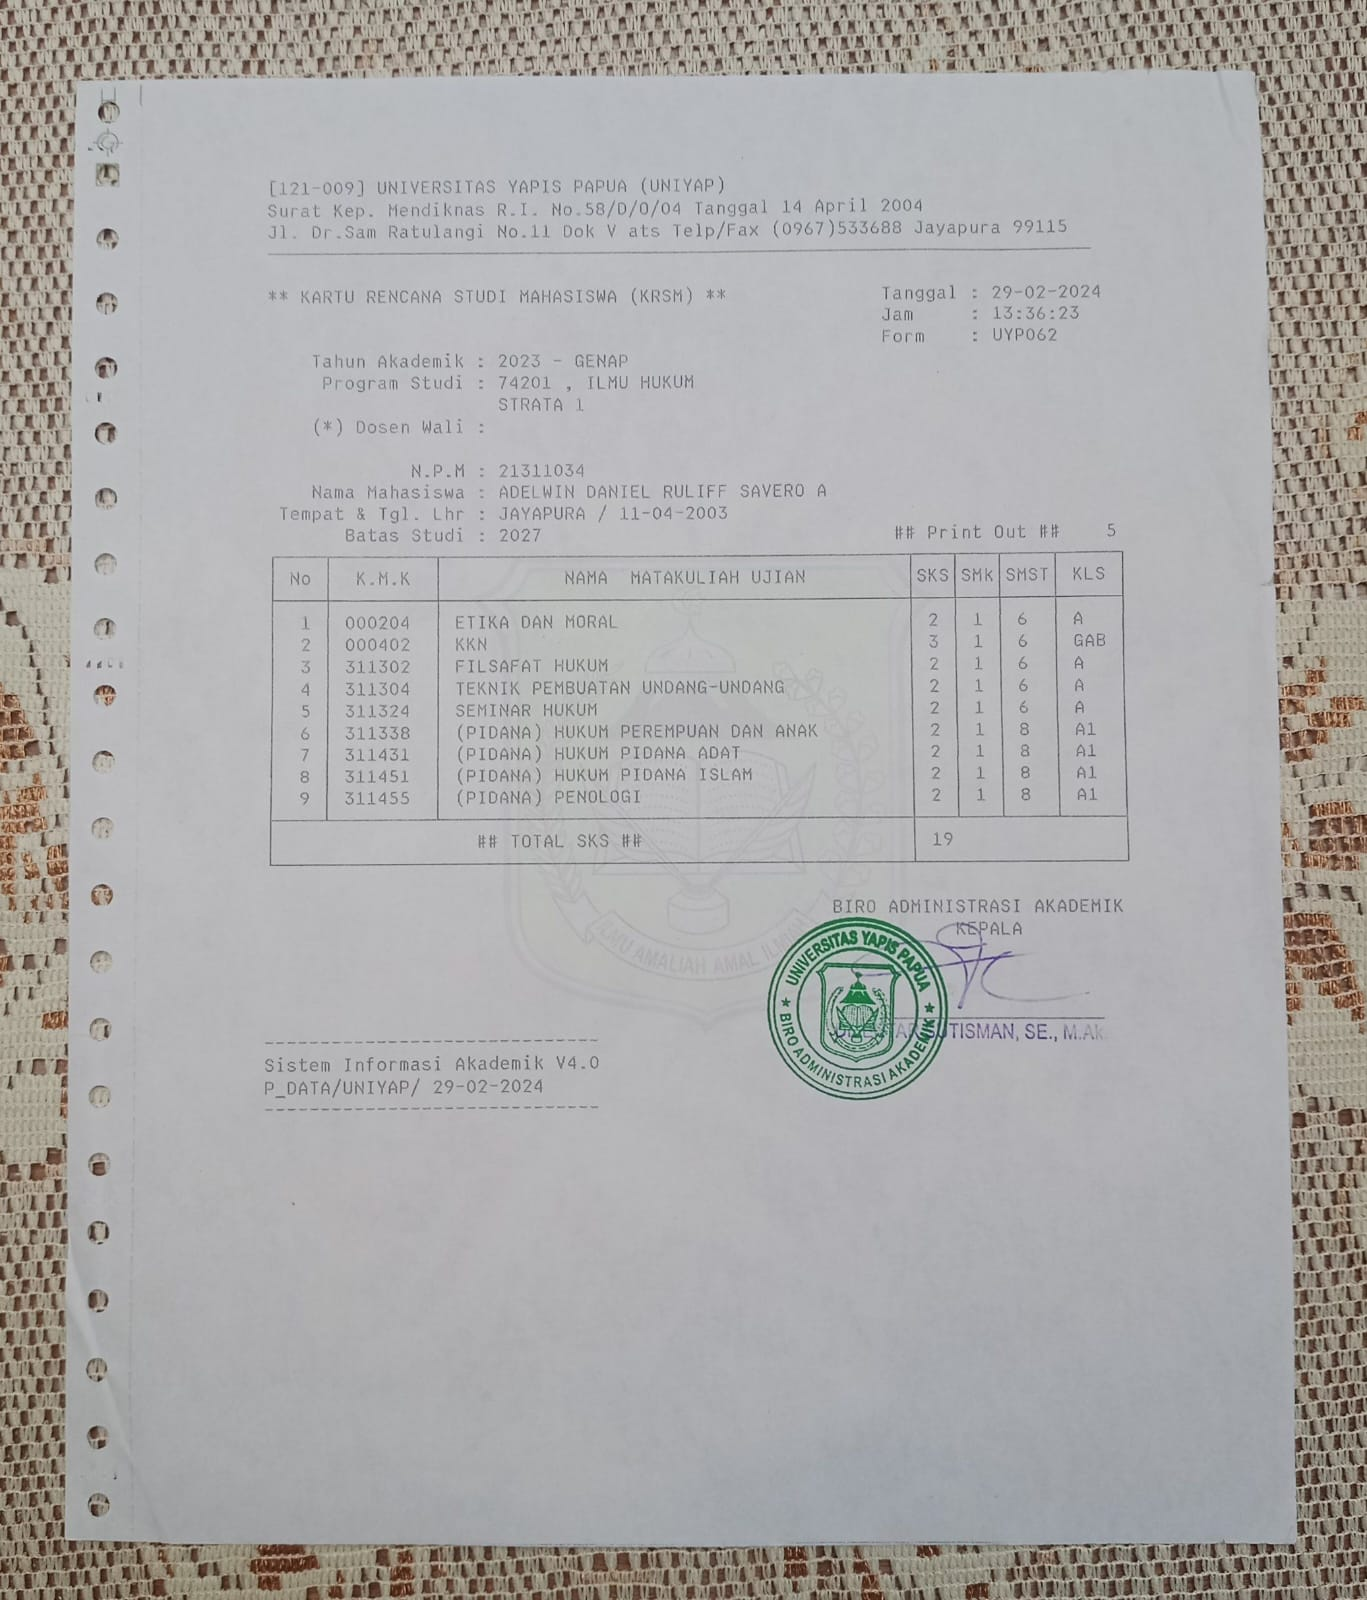 [121-009] UNIVERSITAS YAPIS PAPUA (UNIYAP)
Surat Kep. Mendiknas R.I. No.58/D/O/04 Tanggal 14 April 2004
Jl. Dr.Sam Ratulangi No.11 Dok V ats Telp/Fax (0967)533688 Jayapura 99115
** KARTU RENCANA STUDI MAHASISWA (KRSM) **
Tanggal : 29-02-2024
Jam : 13:36:23
Form : UYP062
Tahun Akademik : 2023 - GENAP
Program Studi : 74201 , ILMU HUKUM
STRATA 1
(*) Dosen Wali :
N.P.M : 21311034
Nama Mahasiswa : ADELWIN DANIEL RULIFF SAVERO A
Tempat & Tgl. Lhr : JAYAPURA / 11-04-2003
Batas Studi : 2027
## Print Out ## 5
No K.M.K NAMA MATAKULIAH UJIAN SKS SMK SMST KLS
1 000204 ETIKA DAN MORAL 2 1 6 A
2 000402 KKN 3 1 6 GAB
3 311302 FILSAFAT HUKUM 2 1 6 A
4 311304 TEKNIK PEMBUATAN UNDANG-UNDANG 2 1 6 A
5 311324 SEMINAR HUKUM 2 1 6 A
6 311338 (PIDANA) HUKUM PEREMPUAN DAN ANAK 2 1 8 A1
7 311431 (PIDANA) HUKUM PIDANA ADAT 2 1 8 A1
8 311451 (PIDANA) HUKUM PIDANA ISLAM 2 1 8 A1
9 311455 (PIDANA) PENOLOGI 2 1 8 A1
## TOTAL SKS ## 19
ILMU AMALIAH AMAL ILMIAH
BIRO ADMINISTRASI AKADEMIK
KEPALA
UNIVERSITAS YAPIS PAPUA
BIRO ADMINISTRASI AKADEMIK
SE., M.Ak.
Sistem Informasi Akademik V4.0
P_DATA/UNIYAP/ 29-02-2024